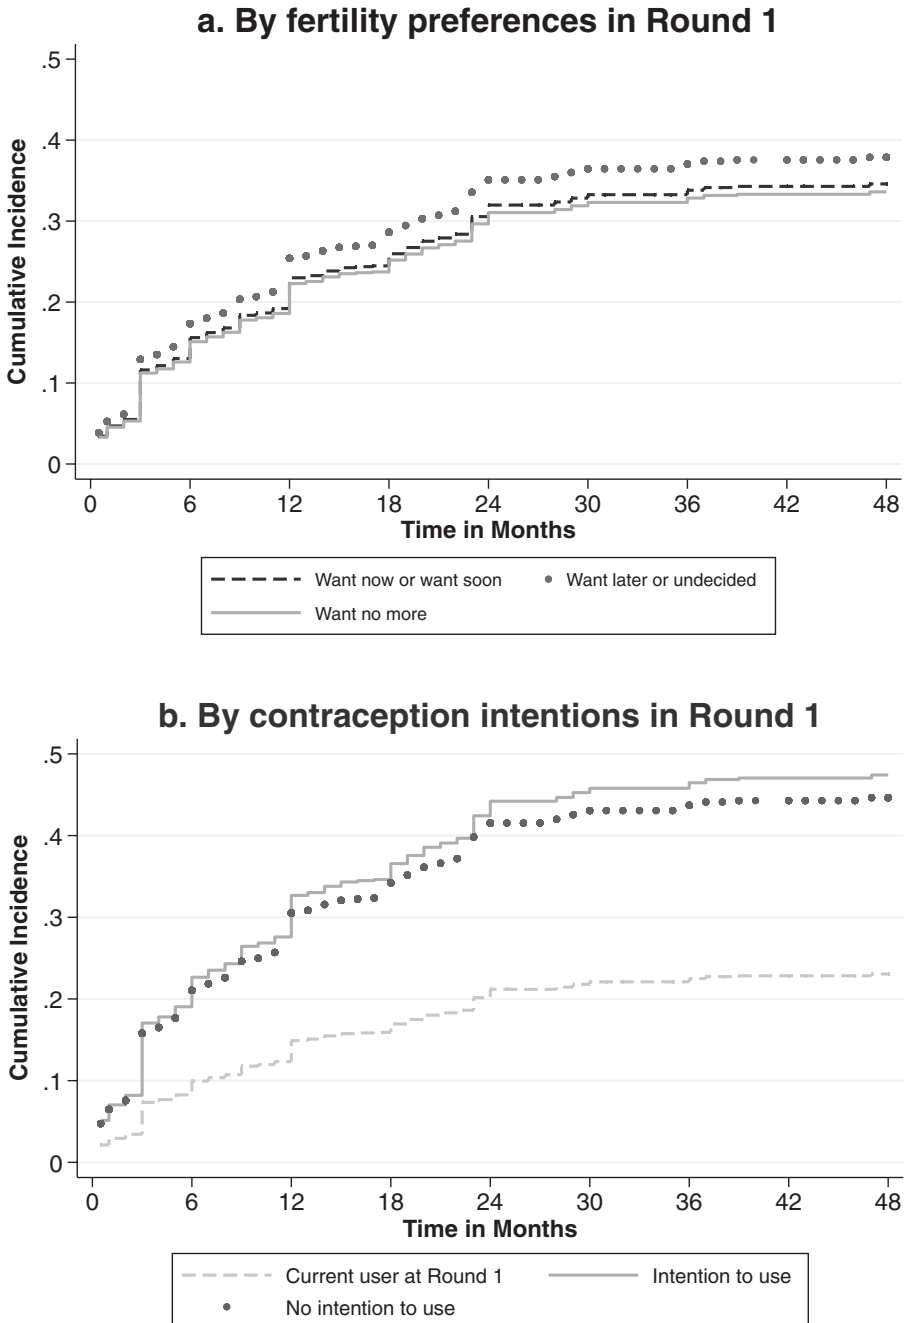 a. By fertility preferences in Round 1
.5
.4
.3
.2
.1
0
Cumulative Incidence
0 6 12 18 24 30 36 42 48
Time in Months
Want now or want soon Want later or undecided
Want no more
b. By contraception intentions in Round 1
.5
.4
.3
.2
.1
0
Cumulative Incidence
0 6 12 18 24 30 36 42 48
Time in Months
Current user at Round 1 Intention to use
No intention to use